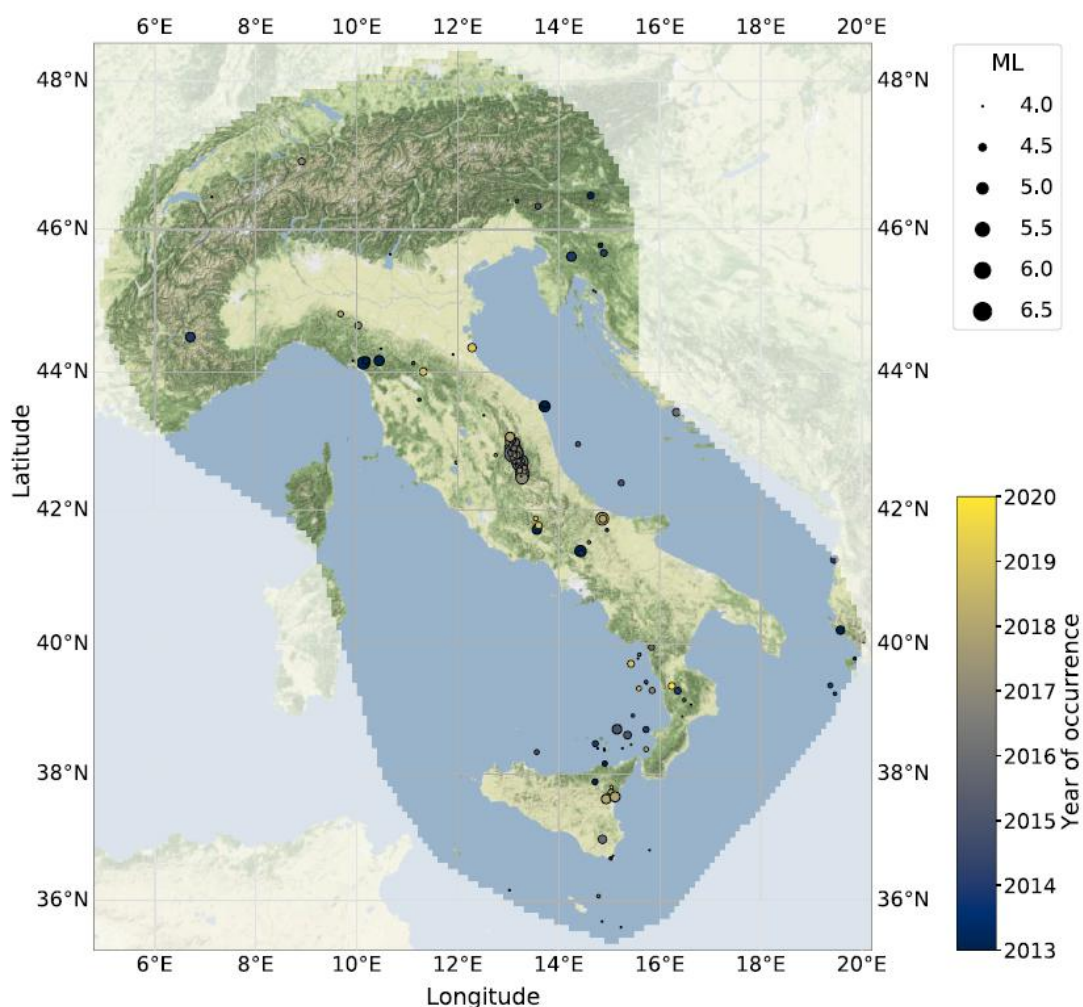 6°E 8°E 10°E 12°E 14°E 16°E 18°E 20°E
48°N 48°N
46°N 46°N
44°N 44°N
42°N 42°N
40°N 40°N
38°N 38°N
36°N 36°N
6°E 8°E 10°E 12°E 14°E 16°E 18°E 20°E
Longitude
Latitude
ML
4.0
4.5
5.0
5.5
6.0
6.5
2020
2019
2018
2017
2016
2015
2014
2013
Year of occurrence